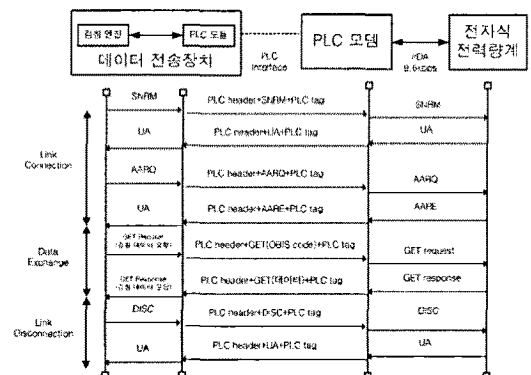 검침 엔진
PLC 모듈
데이터 전송장치
PLC
Interface
PLC 모뎀
전자식
전력량계
SNRM
PLC header+SNRM+PLC tag
SNRM
UA
PLC header+UA+PLC tag
UA
Link
Connection
AARQ
PLC header+AARQ+PLC tag
AARQ
UA
PLC header+AARE+PLC tag
AARE
Data
Exchange
GET Request
PLC header+GET(OBIS code)+PLC tag
GET request
GET Response
PLC header+GET(데이터)+PLC tag
GET response
Link
Disconnection
DISC
PLC header+DISC+PLC tag
DISC
UA
PLC header+UA+PLC tag
UA